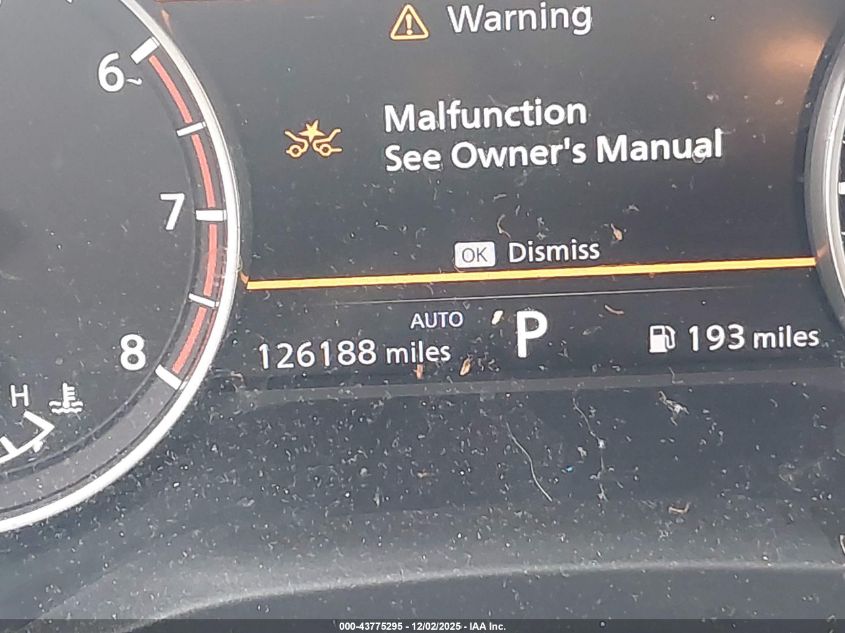 Warning
6
Malfunction
See Owner's Manual
7
OK Dismiss
AUTO
P
126188 miles
193 miles
8
H
000-43775295 - 12/02/2025 - IAA Inc.